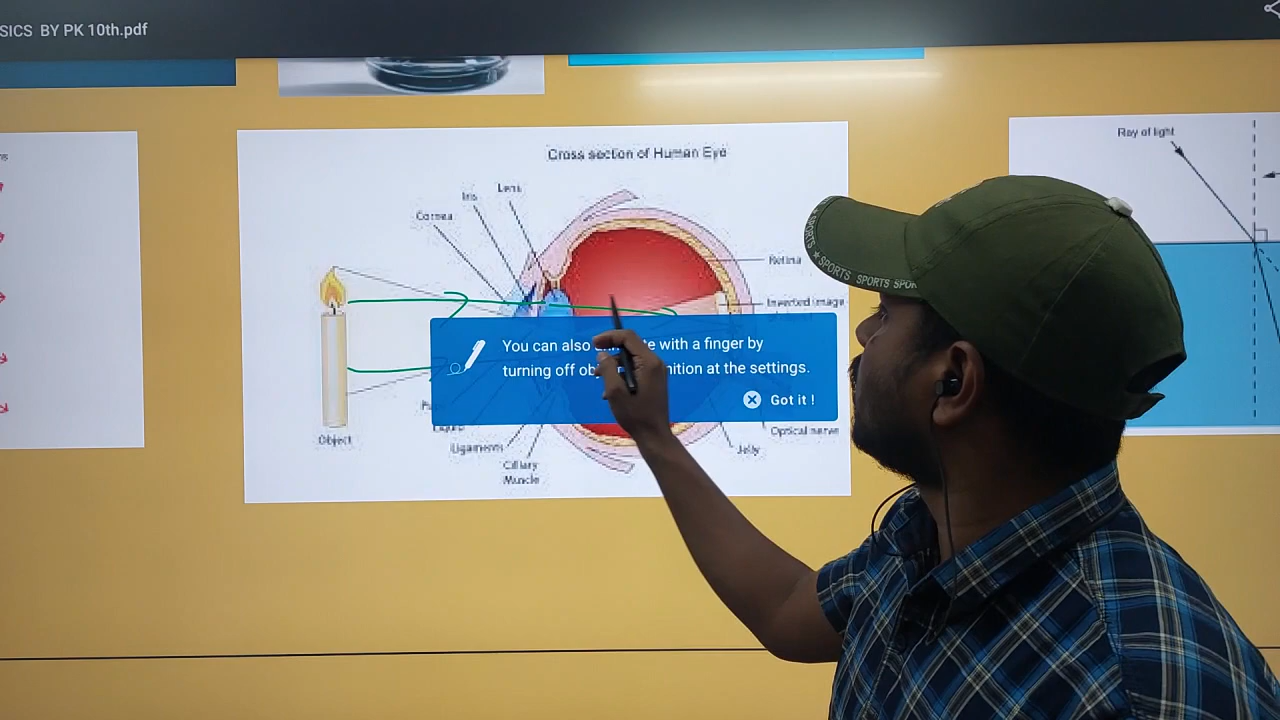 SICS BY PK 10th.pdf
Cross section of Human Eye
Lens
Iris
Cornea
Retina
Inverted image
You can also with a finger by
turning off at the settings.
Got it !
Liquid
Ligaments
Ciliary
Muscle
Object
Optical nerve
Jelly
Ray of light
SPORTS SPORTS SPOR